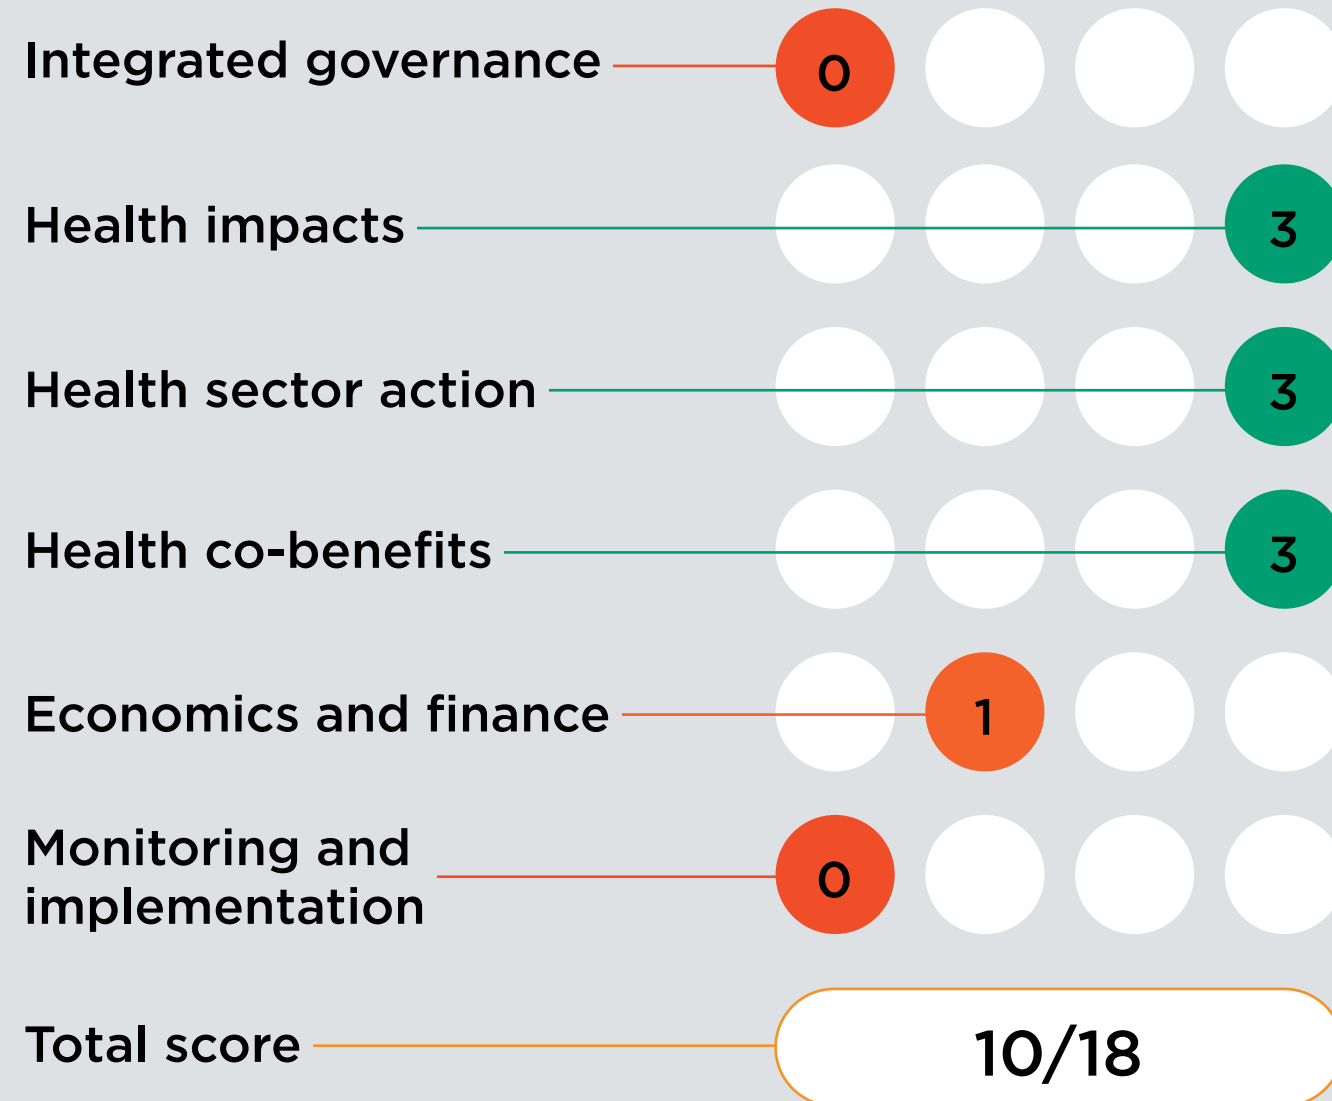 Integrated governance 0
Health impacts 3
Health sector action 3
Health co-benefits 3
Economics and finance 1
Monitoring and
implementation 0
Total score 10/18